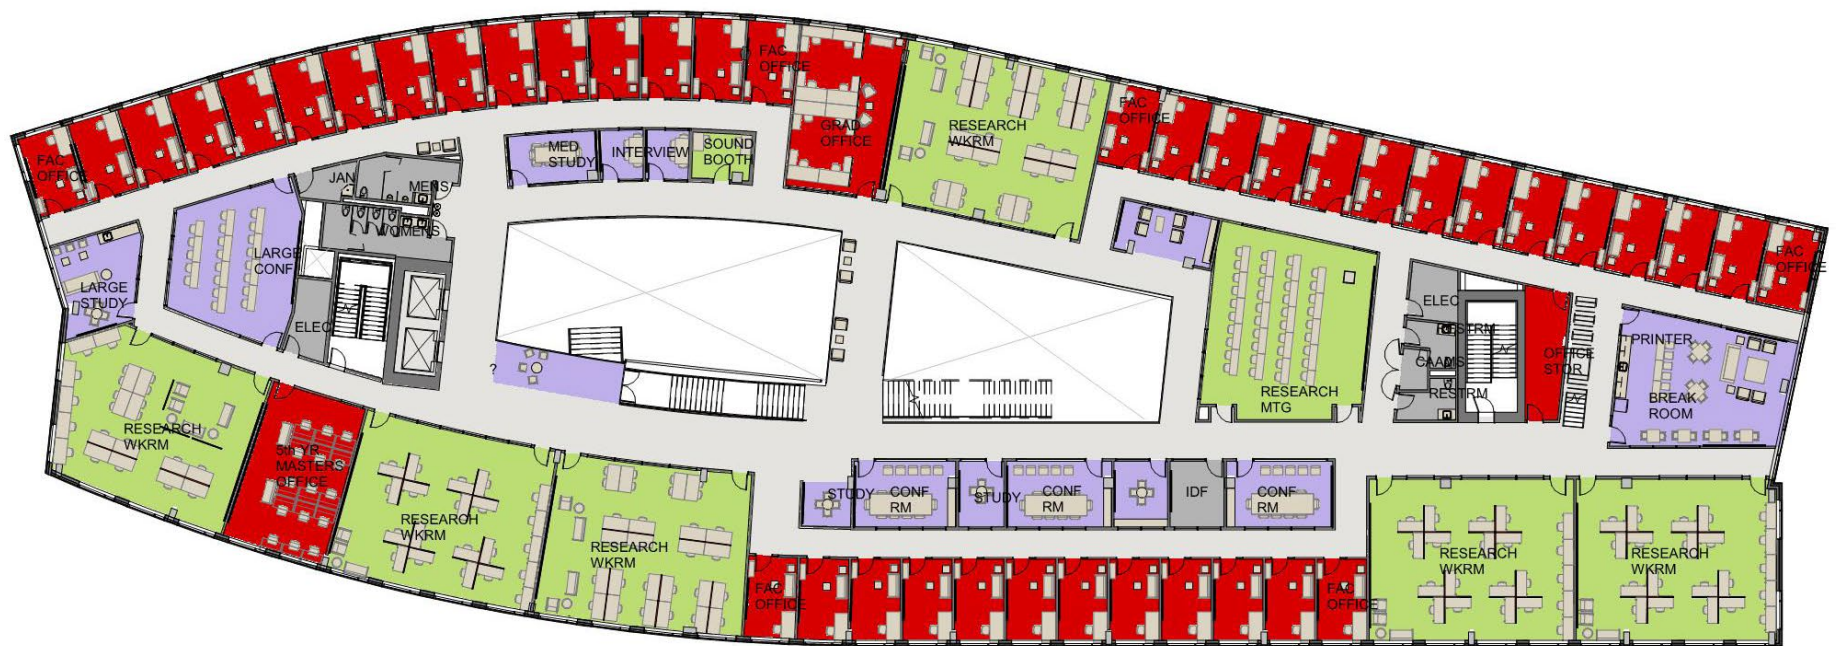 FAC
OFFICE
FAC
OFFICE
GRAD
OFFICE
RESEARCH
WKRM
FAC
OFFICE
FAC
OFFICE
MED
STUDY
INTERVIEW
SOUND
BOOTH
JAN
MENS
WOMENS
LARGE
CONF
LARGE
STUDY
ELEC
?
RESEARCH
MTG
ELEC
RESTRM
CAAMS
RESTRM
OFFICE
STOR
PRINTER
BREAK
ROOM
RESEARCH
WKRM
5th YR
MASTERS
OFFICE
RESEARCH
WKRM
RESEARCH
WKRM
STUDY
CONF
RM
STUDY
CONF
RM
IDF
CONF
RM
FAC
OFFICE
FAC
OFFICE
RESEARCH
WKRM
RESEARCH
WKRM